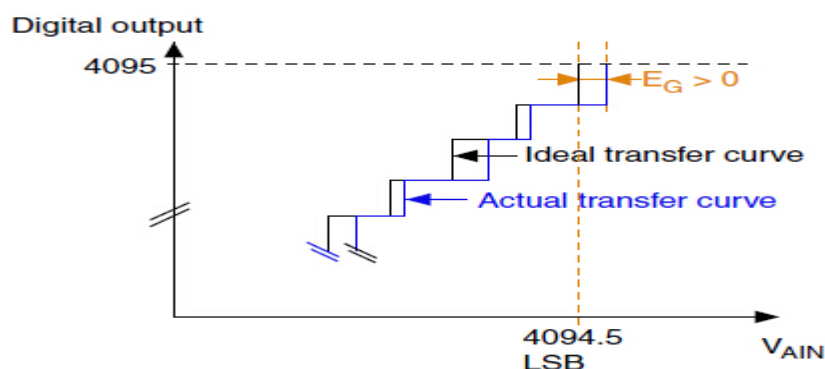 Digital output
4095
E_G > 0
Ideal transfer curve
Actual transfer curve
4094.5
LSB
V_AIN